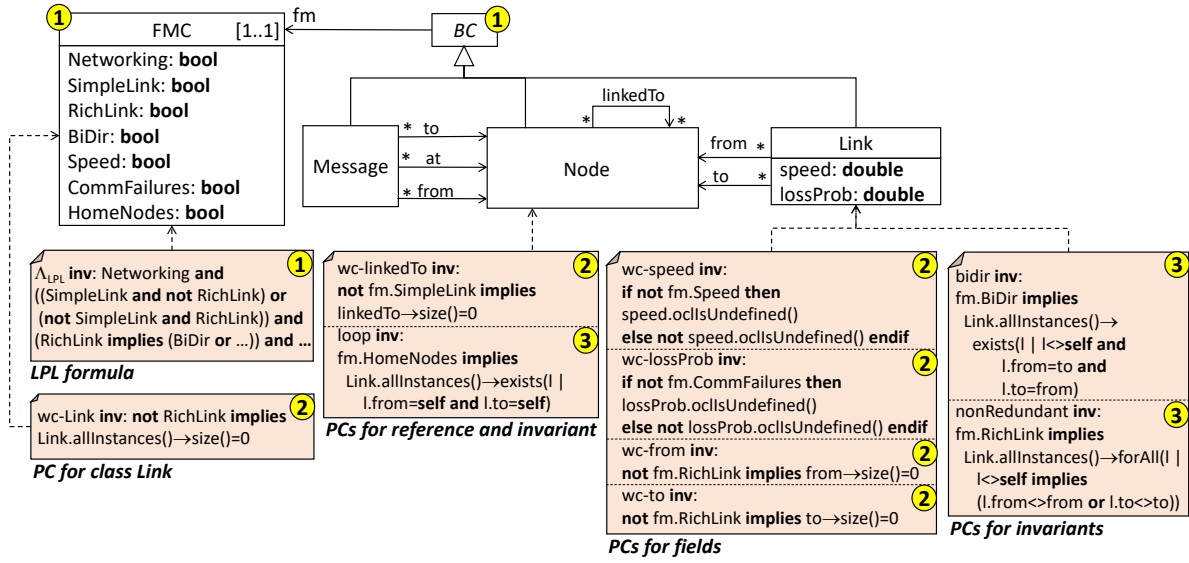 1
FMC [1..1]
Networking: bool
SimpleLink: bool
RichLink: bool
BiDir: bool
Speed: bool
CommFailures: bool
HomeNodes: bool
fm
BC
1
linkedTo
* *
Message
* to
* at
* from
Node
from *
to *
Link
speed: double
lossProb: double
1
Λ_LPL inv: Networking and
((SimpleLink and not RichLink) or
(not SimpleLink and RichLink)) and
(RichLink implies (BiDir or ...)) and ...
LPL formula
2
wc-Link inv: not RichLink implies
Link.allInstances()→size()=0
PC for class Link
2
wc-linkedTo inv:
not fm.SimpleLink implies
linkedTo→size()=0
3
loop inv:
fm.HomeNodes implies
Link.allInstances()→exists(l |
l.from=self and l.to=self)
PCs for reference and invariant
2
wc-speed inv:
if not fm.Speed then
speed.oclIsUndefined()
else not speed.oclIsUndefined() endif
2
wc-lossProb inv:
if not fm.CommFailures then
lossProb.oclIsUndefined()
else not lossProb.oclIsUndefined() endif
2
wc-from inv:
not fm.RichLink implies from→size()=0
2
wc-to inv:
not fm.RichLink implies to→size()=0
PCs for fields
3
bidir inv:
fm.BiDir implies
Link.allInstances()→
exists(l | l<>self and
l.from=to and
l.to=from)
3
nonRedundant inv:
fm.RichLink implies
Link.allInstances()→forAll(l |
l<>self implies
(l.from<>from or l.to<>to))
PCs for invariants